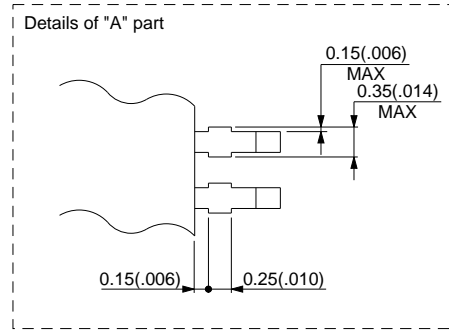 Details of "A" part
0.15(.006)
MAX
0.35(.014)
MAX
0.15(.006)
0.25(.010)